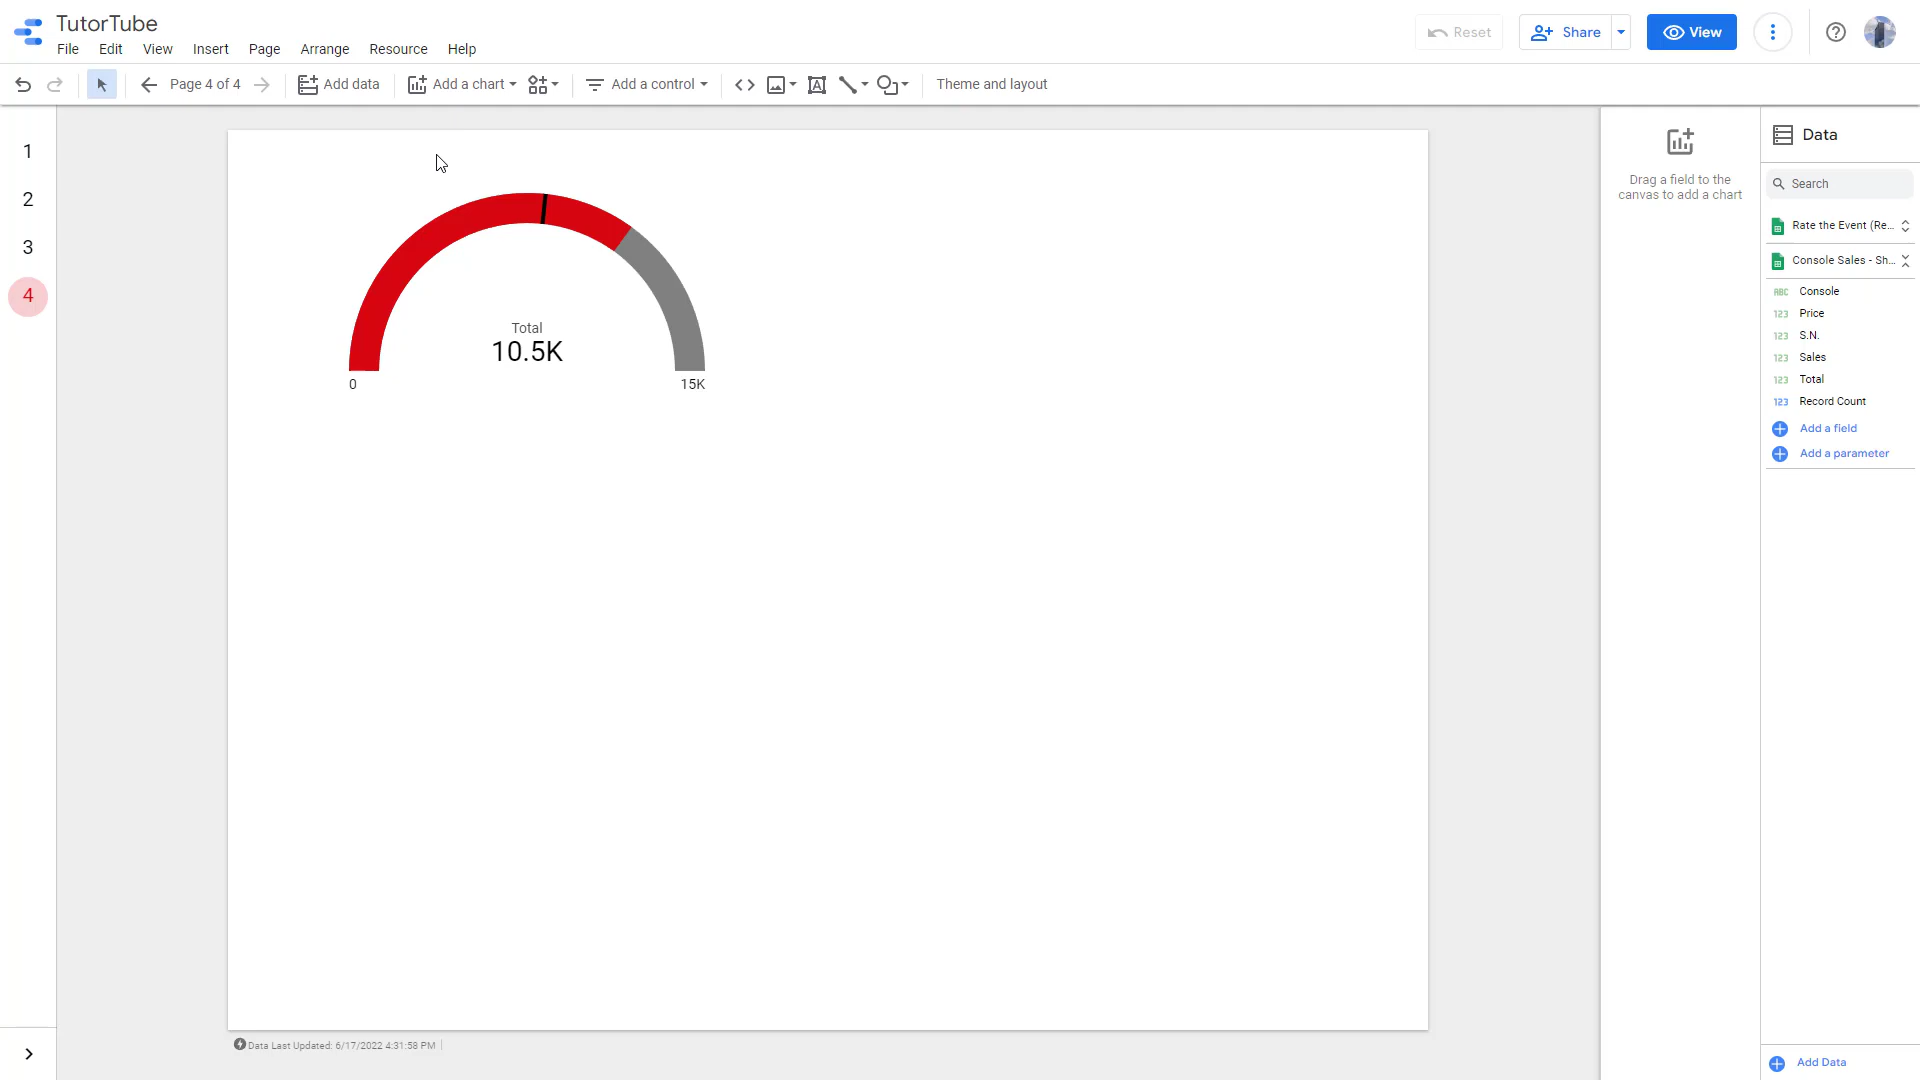 TutorTube
File Edit View Insert Page Arrange Resource Help
Reset
Share
View
Page 4 of 4
Add data
Add a chart
Add a control
Theme and layout
1
2
3
4
Total
10.5K
0
15K
Data Last Updated: 6/17/2022 4:31:58 PM
Drag a field to the
canvas to add a chart
Data
Search
Rate the Event (Re...
Console Sales - Sh...
ABC Console
123 Price
123 S.N.
123 Sales
123 Total
123 Record Count
Add a field
Add a parameter
Add Data